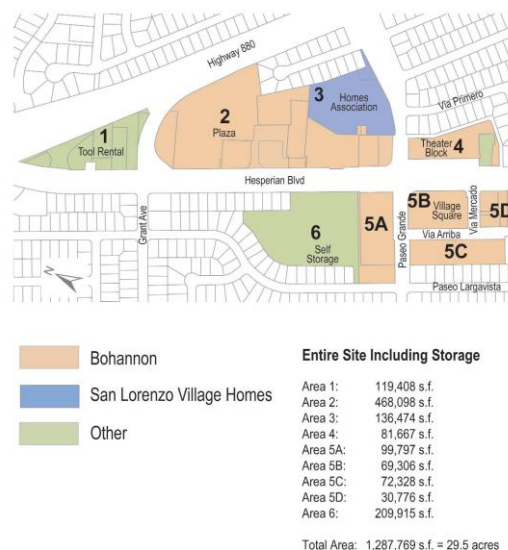 Highway 880
1
Tool Rental
2
Plaza
3
Homes
Association
Via Primero
Theater
Block
4
Hesperian Blvd
Grant Ave
6
Self
Storage
5A
Paseo Grande
5B
Village
Square
Via Mercado
5D
Via Arriba
5C
Paseo Largavista
N
Bohannon
San Lorenzo Village Homes
Other
Entire Site Including Storage
Area 1: 119,408 s.f.
Area 2: 468,098 s.f.
Area 3: 136,474 s.f.
Area 4: 81,667 s.f.
Area 5A: 99,797 s.f.
Area 5B: 69,306 s.f.
Area 5C: 72,328 s.f.
Area 5D: 30,776 s.f.
Area 6: 209,915 s.f.
Total Area: 1,287,769 s.f. = 29.5 acres